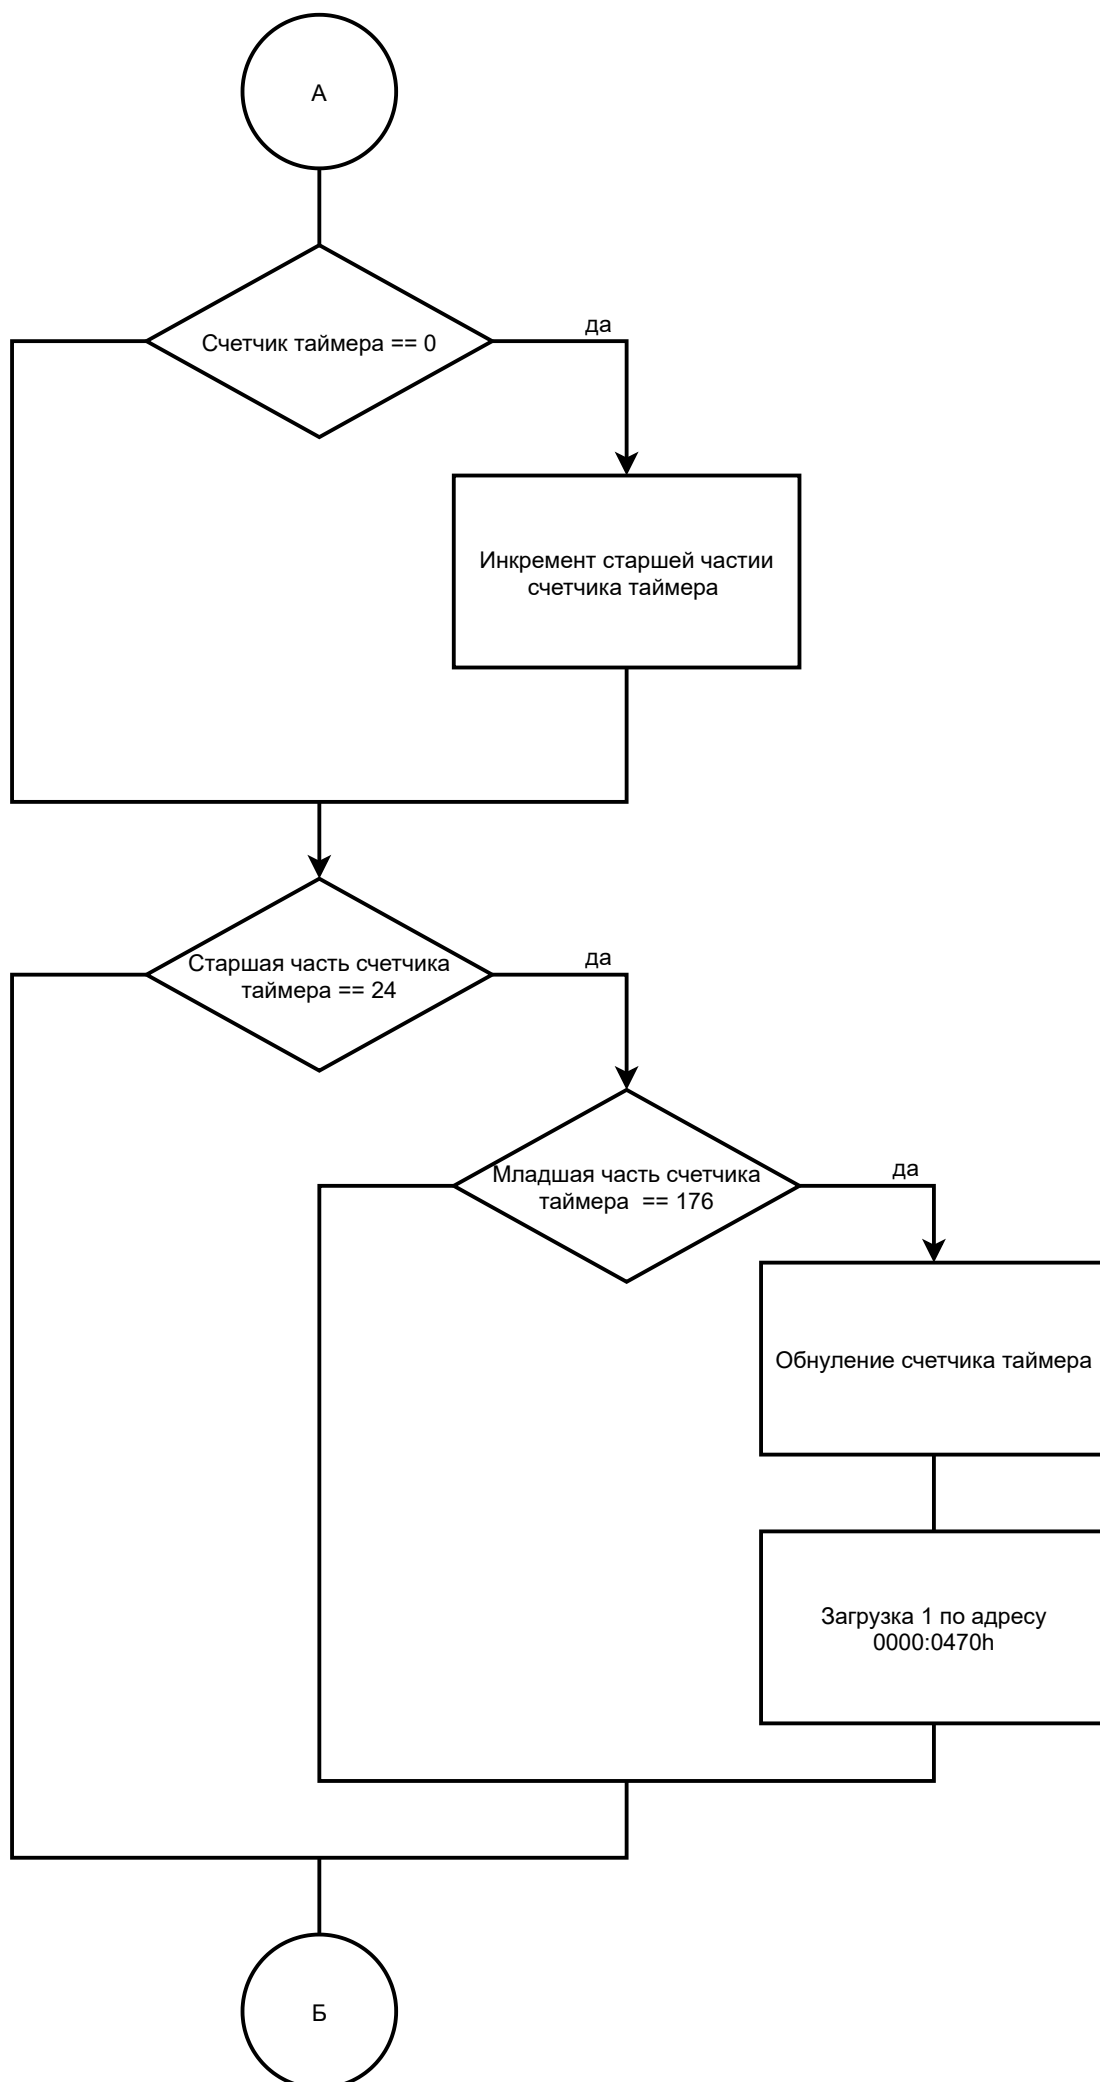 А
Счетчик таймера == 0
да
Инкремент старшей частии
счетчика таймера
Старшая часть счетчика
таймера == 24
да
Младшая часть счетчика
таймера  == 176
да
Обнуление счетчика таймера
Загрузка 1 по адресу
0000:0470h
Б